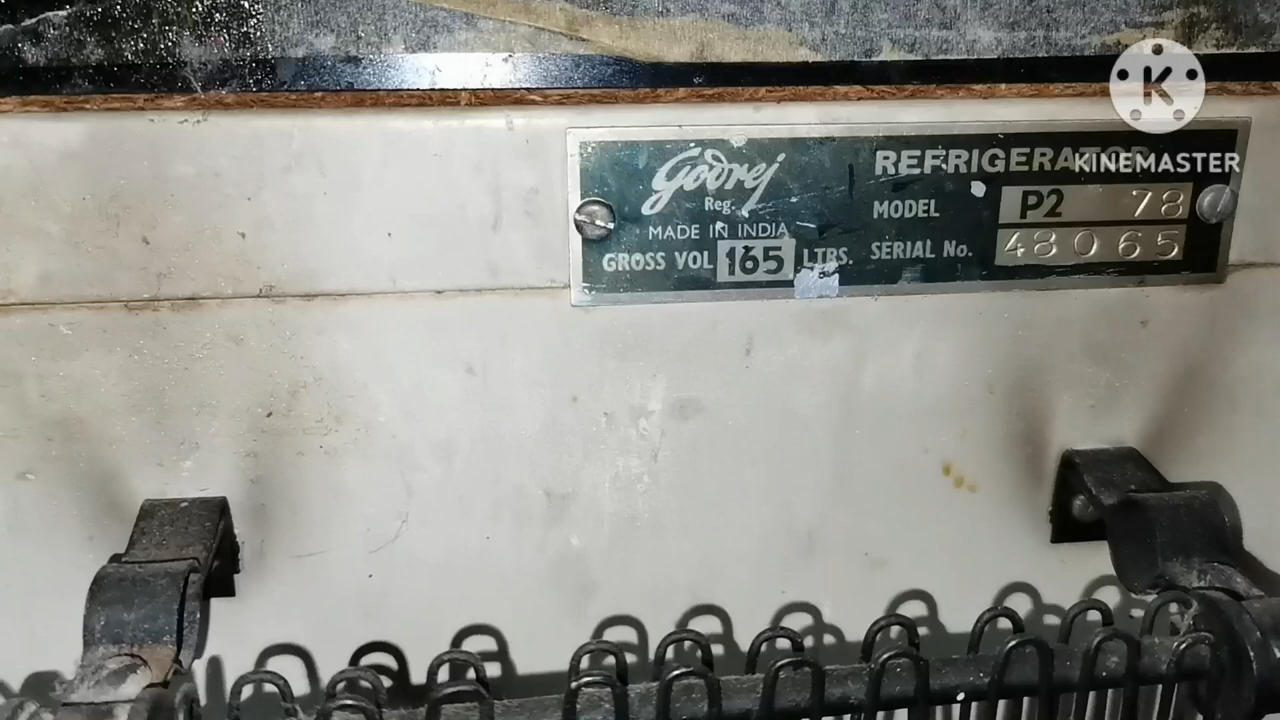 K
KINEMASTER
Godrej
Reg.
MADE IN INDIA
GROSS VOL 165 LTRS.
REFRIGERATOR
MODEL P2 78
SERIAL No. 48065